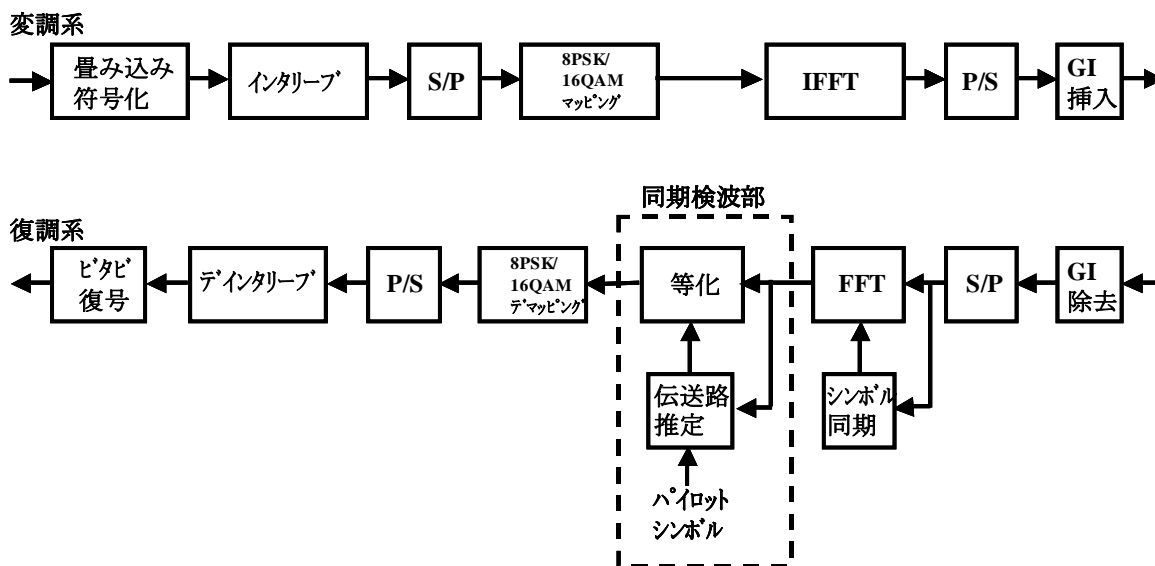 変調系
畳み込み
符号化
インタリーブ
S/P
8PSK/
16QAM
マッピング
IFFT
P/S
GI
挿入
同期検波部
復調系
ビタビ
復号
デインタリーブ
P/S
8PSK/
16QAM
デマッピング
等化
FFT
S/P
GI
除去
伝送路
推定
シンボル
同期
パイロット
シンボル